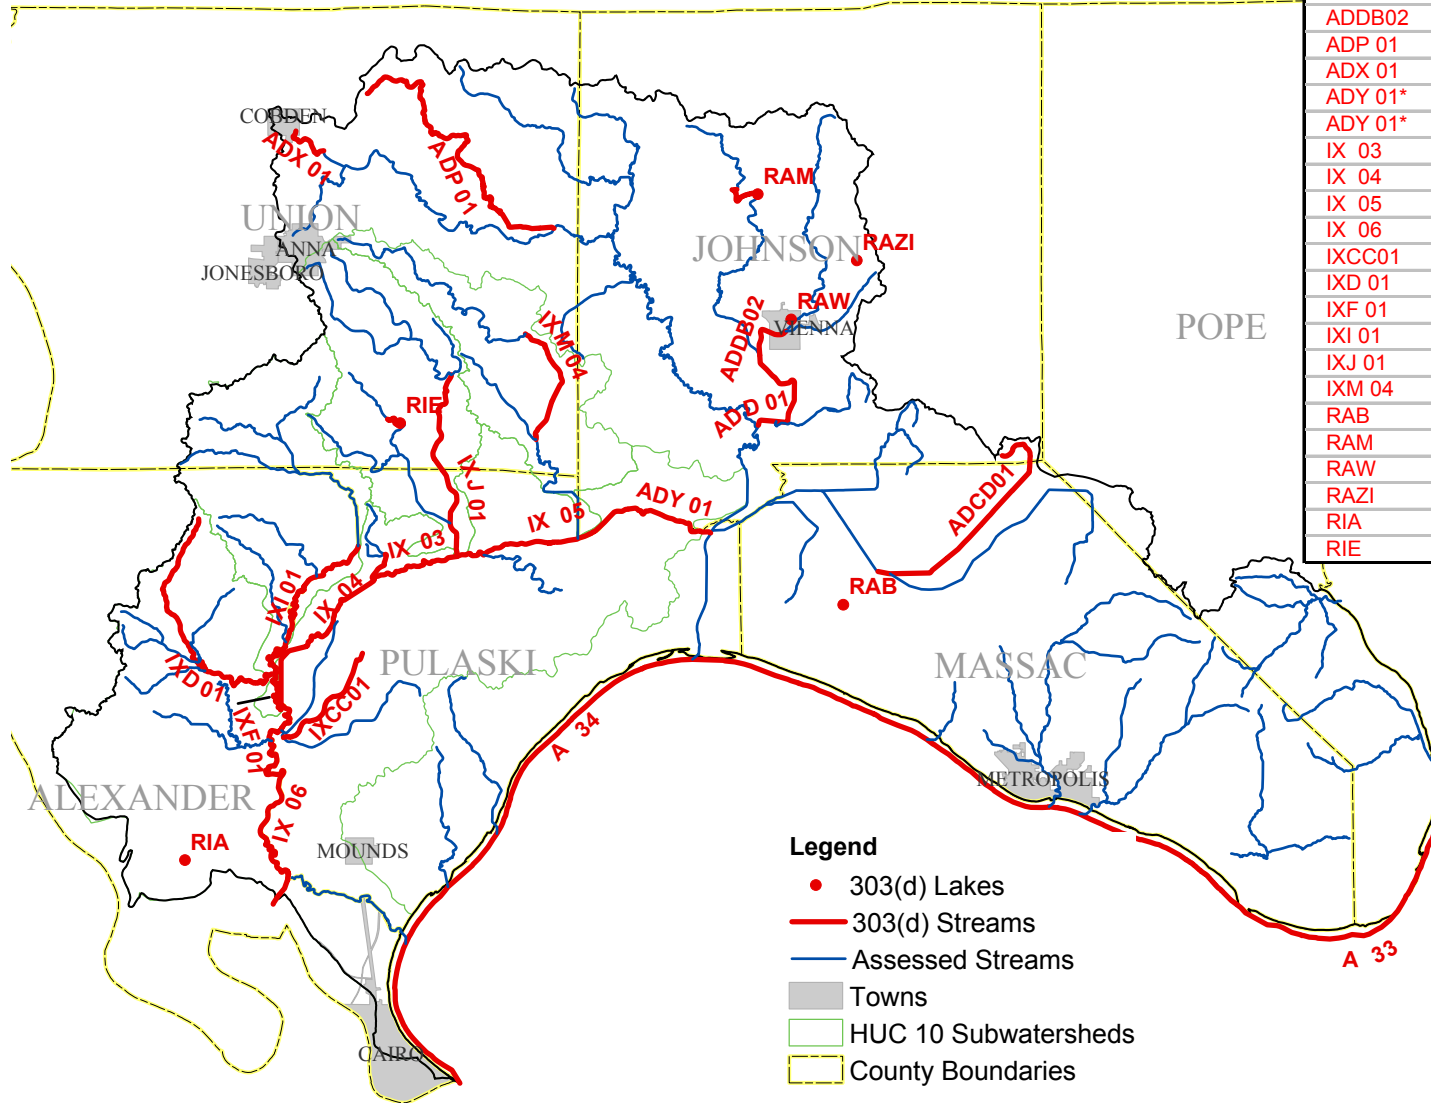 ADDB02
ADP 01
ADX 01
ADY 01*
ADY 01*
IX 03
IX 04
IX 05
IX 06
IXCC01
IXD 01
IXF 01
IXI 01
IXJ 01
IXM 04
RAB
RAM
RAW
RAZI
RIA
RIE
COBDEN
ADX 01
ADP 01
RAM
UNION
ANNA
JONESBORO
JOHNSON
RAZI
RAW
VIENNA
ADDB02
POPE
IXM 04
RIE
ADD 01
IXJ 01
ADCD01
ADY 01
IX 05
IX 03
IXI 01
IX 04
RAB
PULASKI
MASSAC
IXD 01
IXCC01
IXF 01
A 34
METROPOLIS
ALEXANDER
IX 06
RIA
MOUNDS
A 33
CAIRO
Legend
303(d) Lakes
303(d) Streams
Assessed Streams
Towns
HUC 10 Subwatersheds
County Boundaries